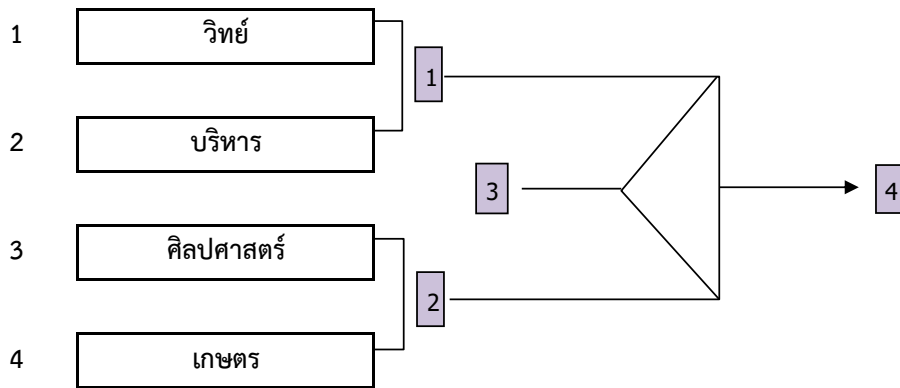 1 วิทย์
1
2 บริหาร
3
4
3 ศิลปศาสตร์
2
4 เกษตร